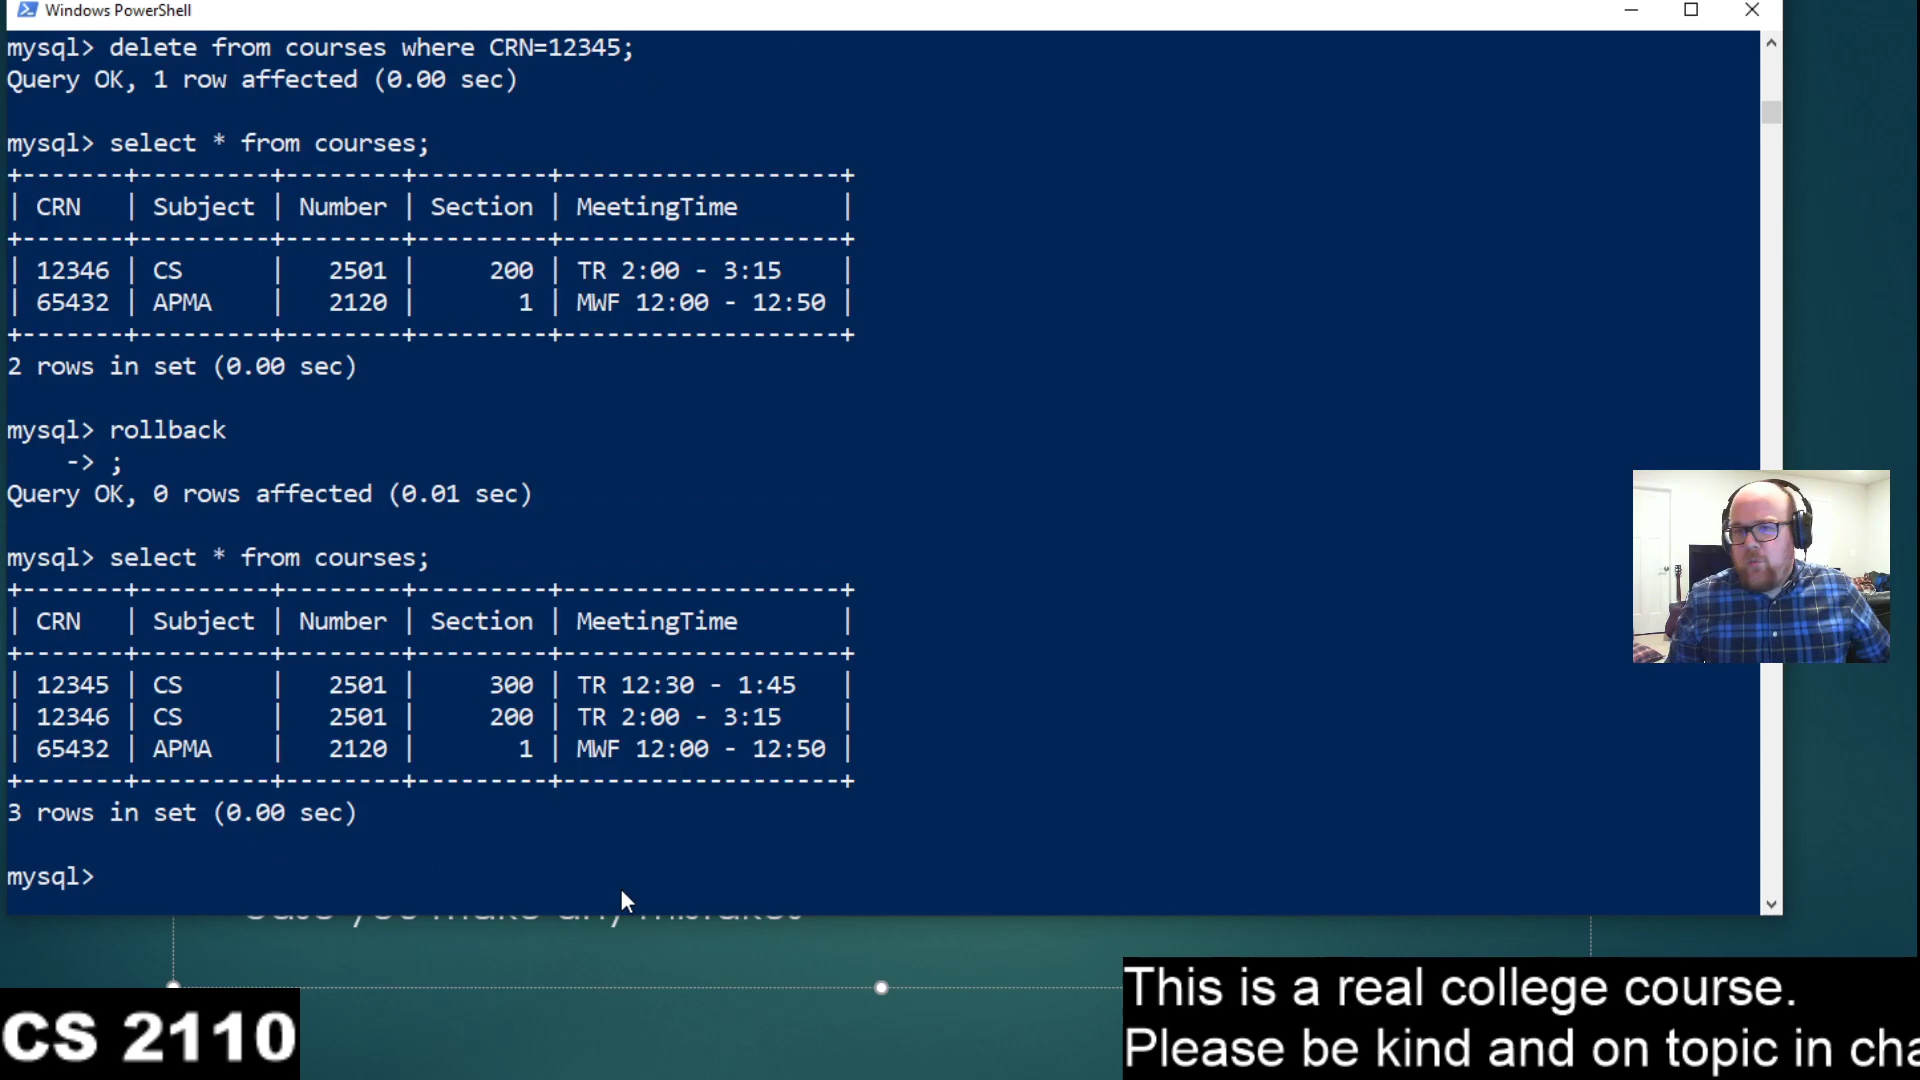 Windows PowerShell
mysql> delete from courses where CRN=12345;
Query OK, 1 row affected (0.00 sec)
mysql> select * from courses;
+-------+---------+--------+---------+--------------------+
| CRN   | Subject | Number | Section | MeetingTime        |
+-------+---------+--------+---------+--------------------+
| 12346 | CS      |   2501 |     200 | TR 2:00 - 3:15     |
| 65432 | APMA    |   2120 |       1 | MWF 12:00 - 12:50 |
+-------+---------+--------+---------+--------------------+
2 rows in set (0.00 sec)
mysql> rollback
    -> ;
Query OK, 0 rows affected (0.01 sec)
mysql> select * from courses;
+-------+---------+--------+---------+--------------------+
| CRN   | Subject | Number | Section | MeetingTime        |
+-------+---------+--------+---------+--------------------+
| 12345 | CS      |   2501 |     300 | TR 12:30 - 1:45    |
| 12346 | CS      |   2501 |     200 | TR 2:00 - 3:15     |
| 65432 | APMA    |   2120 |       1 | MWF 12:00 - 12:50 |
+-------+---------+--------+---------+--------------------+
3 rows in set (0.00 sec)
mysql>
you make any mistakes
CS 2110
This is a real college course.
Please be kind and on topic in cha